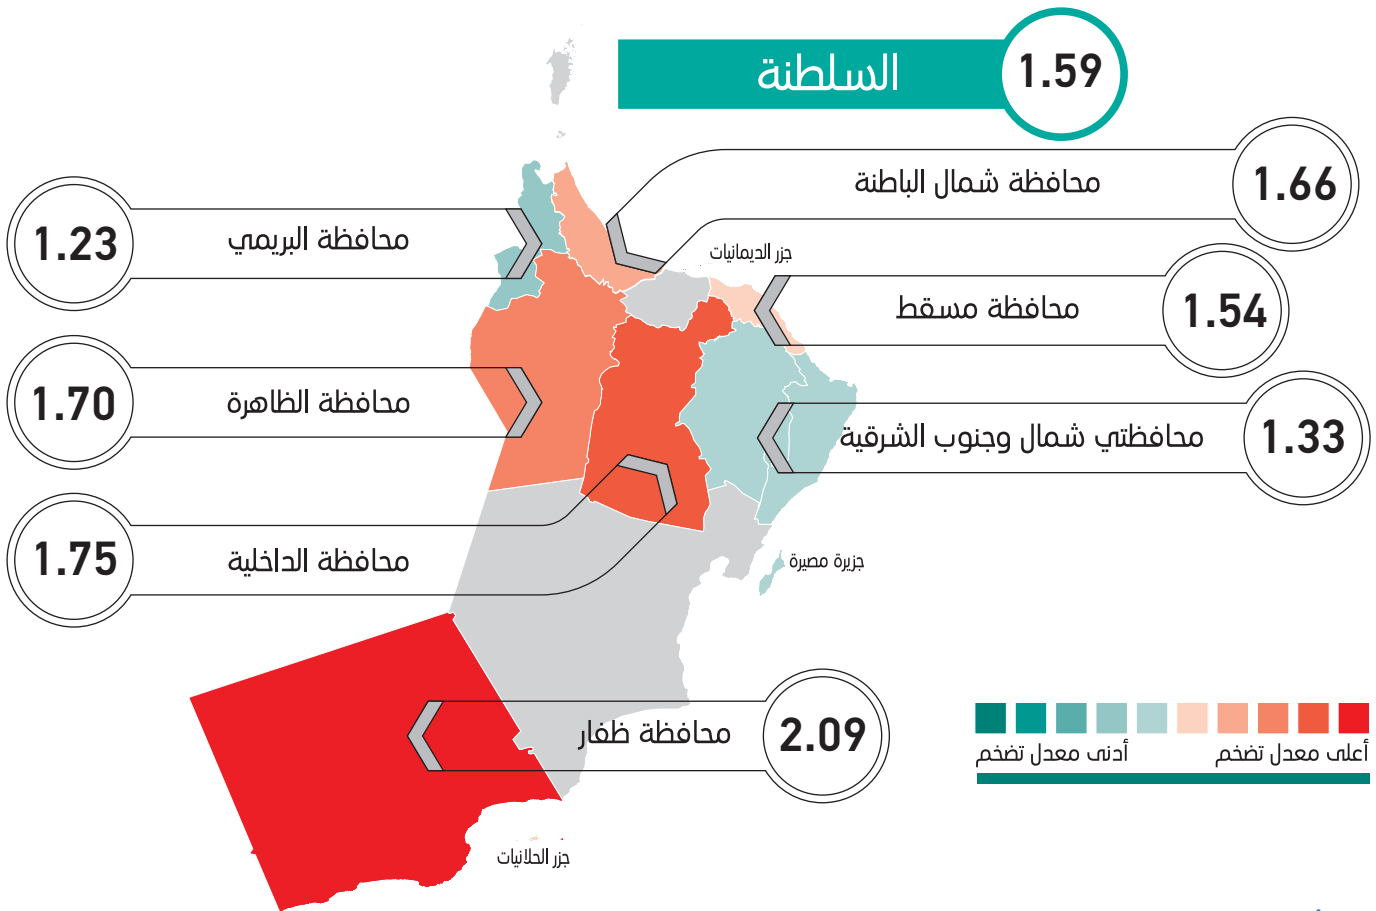 السلطنة
1.59
محافظة شمال الباطنة
1.66
محافظة البريمي
1.23
جزر الديمانيات
محافظة مسقط
1.54
محافظة الظاهرة
1.70
محافظتي شمال وجنوب الشرقية
1.33
محافظة الداخلية
1.75
جزيرة مصيرة
محافظة ظفار
2.09
أعلى معدل تضخم
أدنى معدل تضخم
جزر الحلانيات